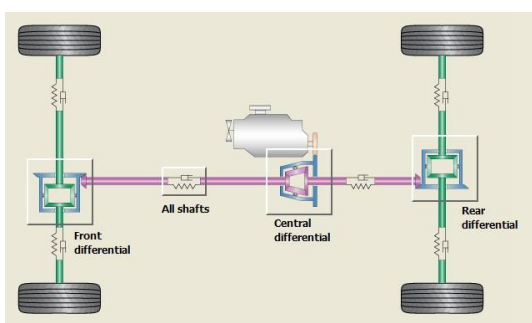 All shafts
Central
differential
Front
differential
Rear
differential